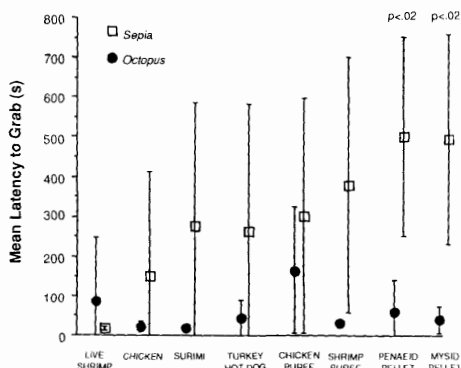 800
700
600
500
400
300
200
100
0
Mean Latency to Grab (s)
Sepia
Octopus
p<.02 p<.02
LIVE CHICKEN SURIMI TURKEY CHICKEN SHRIMP PENAEID MYSID
SHRIMP HOT DOG PUREE PUREE PELLET PELLET